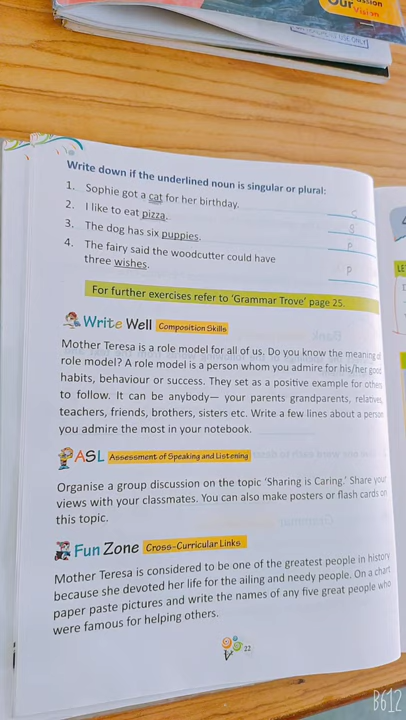 Our
Vision
Write down if the underlined noun is singular or plural:
1. Sophie got a cat for her birthday. S
2. I like to eat pizza. S
3. The dog has six puppies. p
4. The fairy said the woodcutter could have
three wishes. p
For further exercises refer to ‘Grammar Trove’ page 25.
Write Well Composition Skills
Mother Teresa is a role model for all of us. Do you know the meaning of
role model? A role model is a person whom you admire for his/her good
habits, behaviour or success. They set as a positive example for others
to follow. It can be anybody— your parents grandparents, relatives,
teachers, friends, brothers, sisters etc. Write a few lines about a person
you admire the most in your notebook.
ASL Assessment of Speaking and Listening
Organise a group discussion on the topic ‘Sharing is Caring.’ Share your
views with your classmates. You can also make posters or flash cards on
this topic.
Fun Zone Cross-Curricular Links
Mother Teresa is considered to be one of the greatest people in history
because she devoted her life for the ailing and needy people. On a chart
paper paste pictures and write the names of any five great people who
were famous for helping others.
22
B612